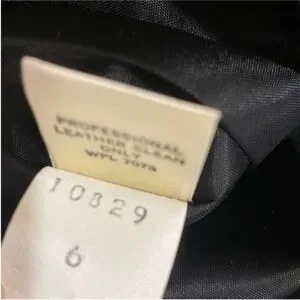 PROFESSIONAL
LEATHER CLEAN
ONLY
WPL 7073
10829
6